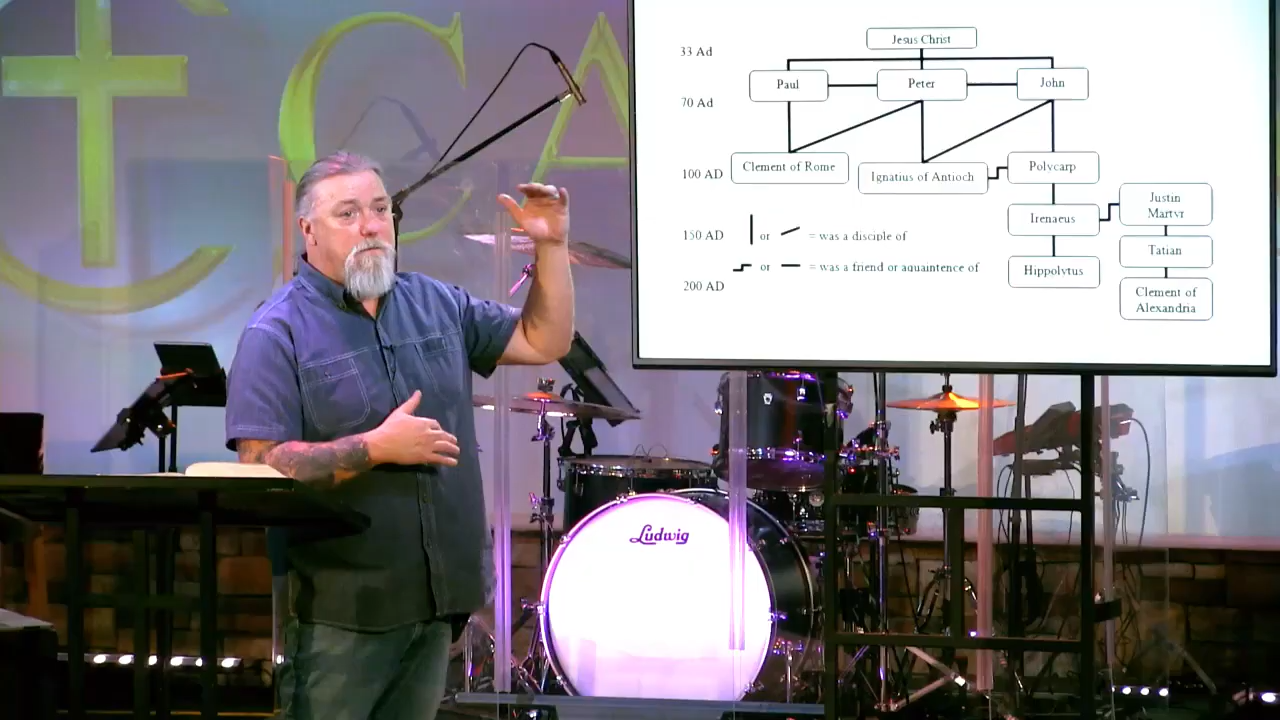 CA
Jesus Christ
33 Ad
Paul
Peter
John
70 Ad
100 AD
Clement of Rome
Ignatius of Antioch
Polycarp
Irenaeus
Justin
Martyr
150 AD
or
= was a disciple of
Tatian
or
= was a friend or aquaintence of
Hippolytus
200 AD
Clement of
Alexandria
Ludwig